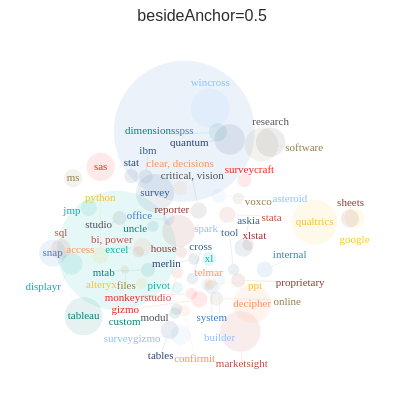 besideAnchor=0.5
wincross
research
dimensions
spss
quantum
software
ibm
stat
clear, decisions
sas
critical, vision
surveycraft
ms
survey
python
asteroid
voxco
sheets
jmp
office
reporter
askia
stata
qualtrics
studio
uncle
spark
tool
xlstat
google
sql
bi, power
cross
snap
access
excel
house
xl
internal
merlin
mtab
telmar
displayr
alteryx
files
pivot
ppt
proprietary
monkey
studio
decipher
online
gizmo
tableau
custom
modul
system
surveygizmo
builder
tables
confirmit
marketsight